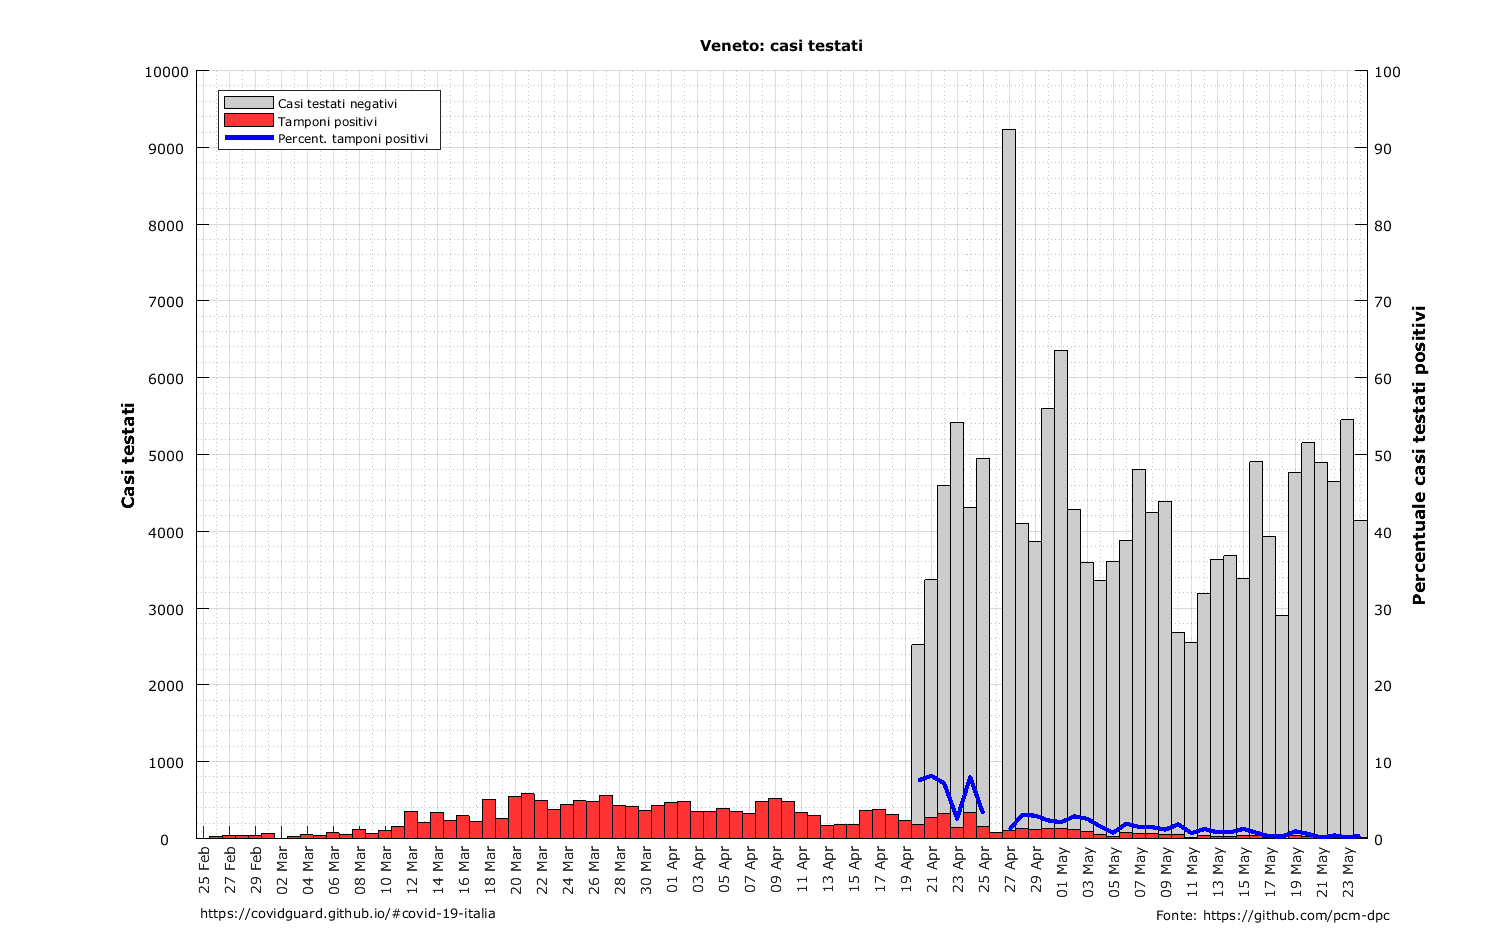 Veneto: casi testati
Casi testati negativi
Tamponi positivi
Percent. tamponi positivi
Casi testati
10000
9000
8000
7000
6000
5000
4000
3000
2000
1000
0
100
90
80
70
60
50
40
30
20
10
0
Percentuale casi testati positivi
25 Feb
27 Feb
29 Feb
02 Mar
04 Mar
06 Mar
08 Mar
10 Mar
12 Mar
14 Mar
16 Mar
18 Mar
20 Mar
22 Mar
24 Mar
26 Mar
28 Mar
30 Mar
01 Apr
03 Apr
05 Apr
07 Apr
09 Apr
11 Apr
13 Apr
15 Apr
17 Apr
19 Apr
21 Apr
23 Apr
25 Apr
27 Apr
29 Apr
01 May
03 May
05 May
07 May
09 May
11 May
13 May
15 May
17 May
19 May
21 May
23 May
https://covidguard.github.io/#covid-19-italia
Fonte: https://github.com/pcm-dpc